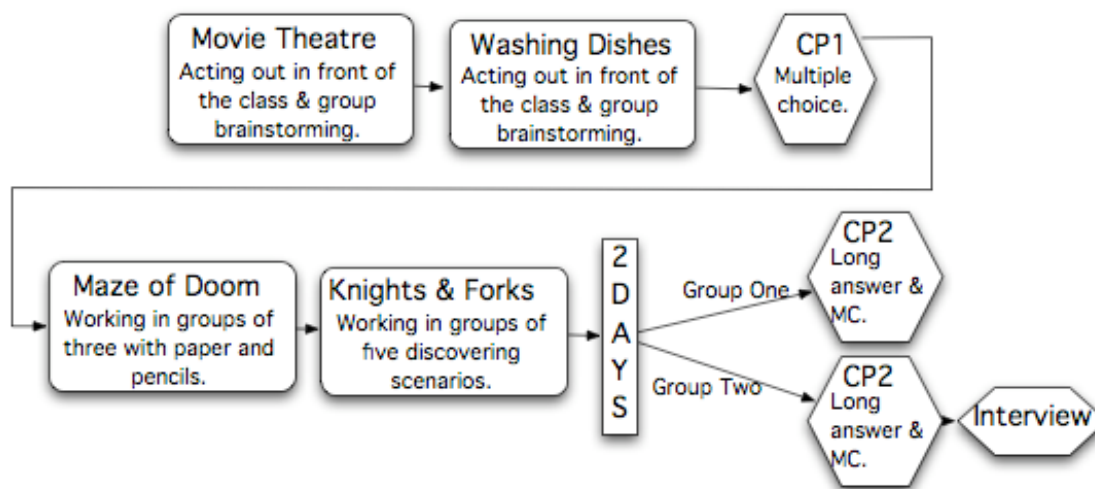 Movie Theatre
Acting out in front of
the class & group
brainstorming.
Washing Dishes
Acting out in front of
the class & group
brainstorming.
CP1
Multiple
choice.
Maze of Doom
Working in groups of
three with paper and
pencils.
Knights & Forks
Working in groups of
five discovering
scenarios.
2
D
A
Y
S
Group One
CP2
Long
answer &
MC.
Group Two
CP2
Long
answer &
MC.
Interview